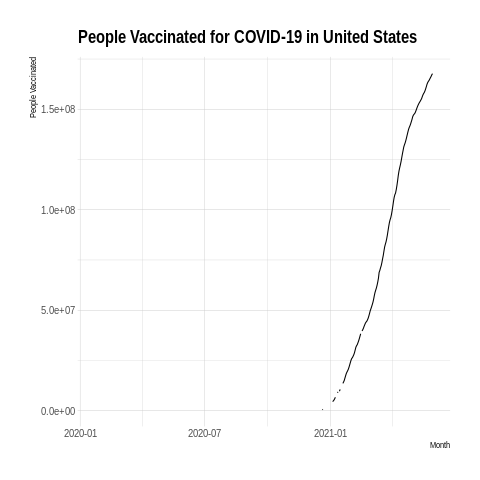 People Vaccinated for COVID-19 in United States
People Vaccinated
1.5e+08
1.0e+08
5.0e+07
0.0e+00
2020-01 2020-07 2021-01
Month